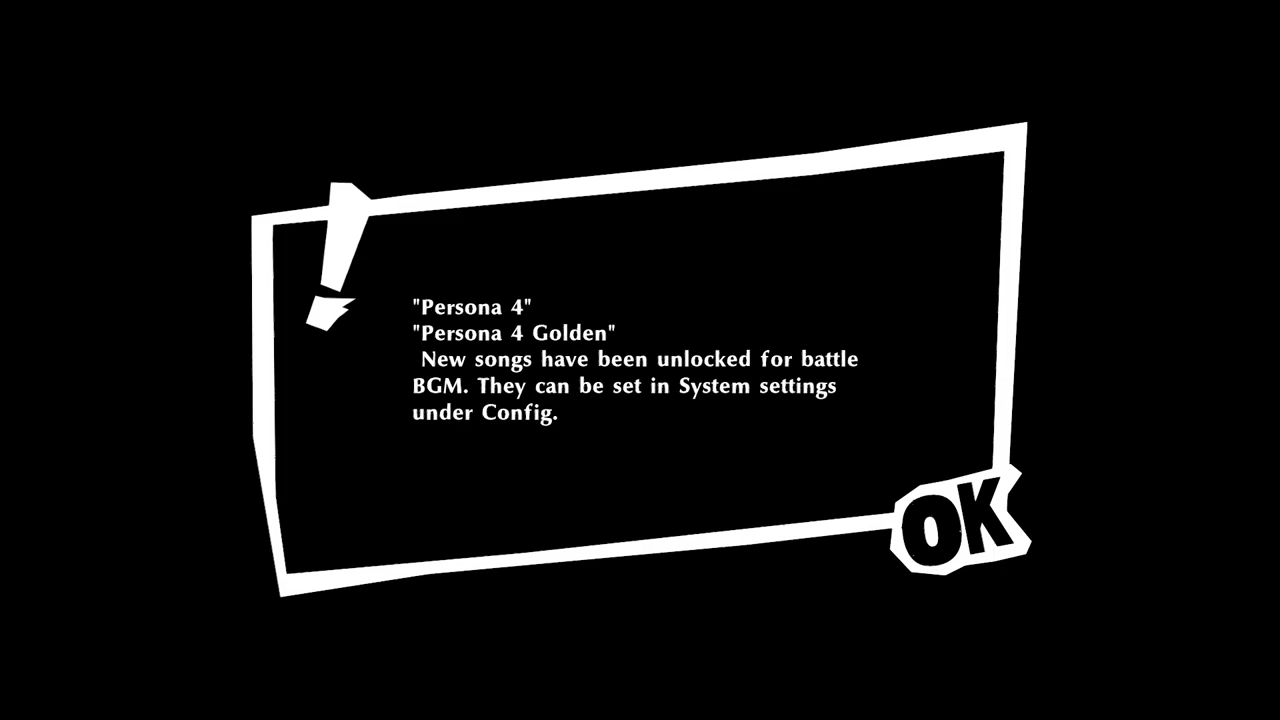 "Persona 4"
"Persona 4 Golden"
New songs have been unlocked for battle
BGM. They can be set in System settings
under Config.
OK